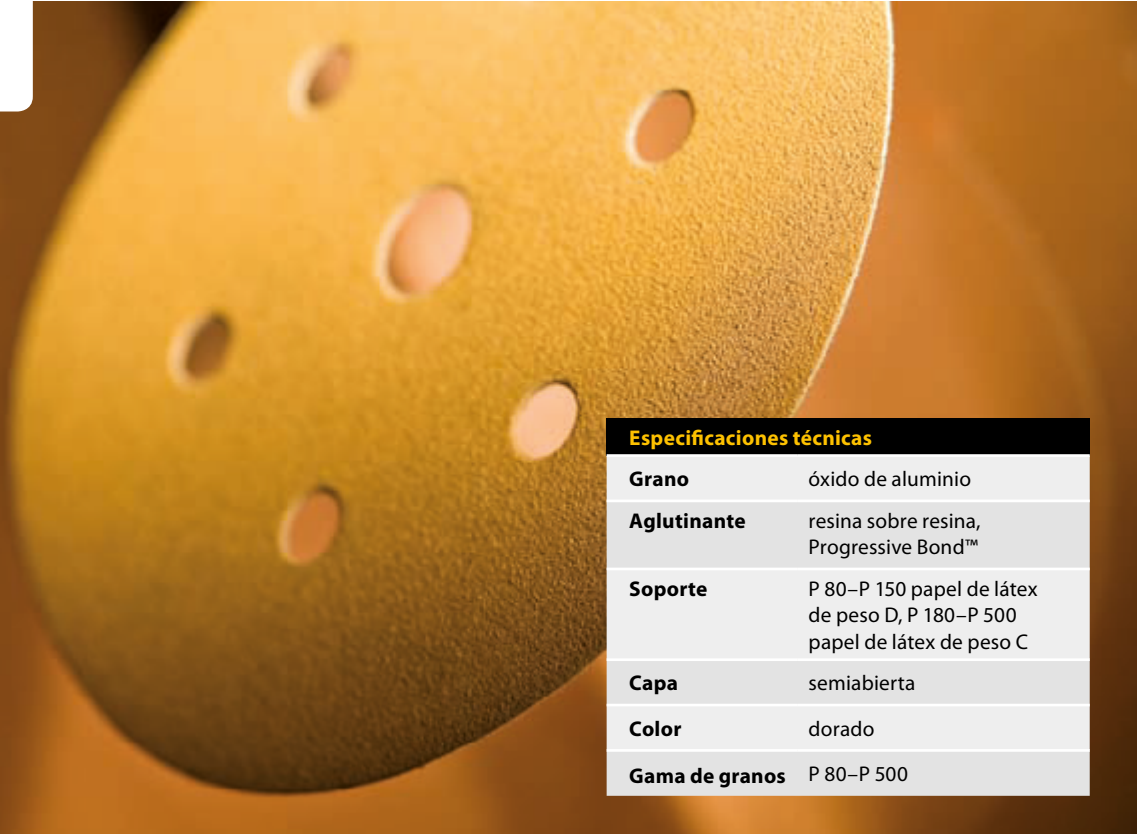 Especificaciones técnicas
Grano óxido de aluminio
Aglutinante resina sobre resina,
Progressive Bond™
Soporte P 80–P 150 papel de látex
de peso D, P 180–P 500
papel de látex de peso C
Capa semiabierta
Color dorado
Gama de granos P 80–P 500